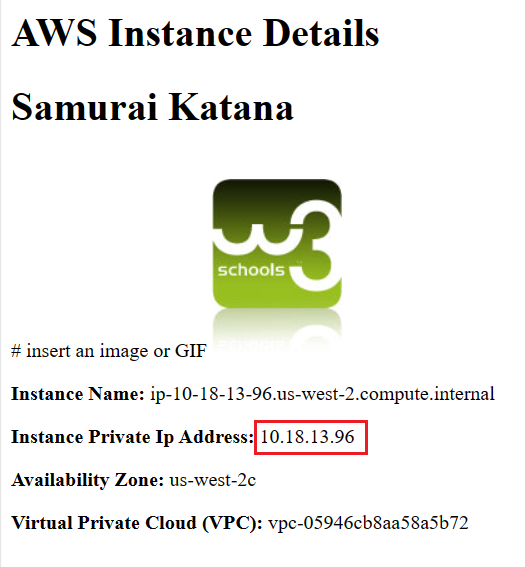 AWS Instance Details
Samurai Katana
w3
schools
# insert an image or GIF
Instance Name: ip-10-18-13-96.us-west-2.compute.internal
Instance Private Ip Address: 10.18.13.96
Availability Zone: us-west-2c
Virtual Private Cloud (VPC): vpc-05946cb8aa58a5b72